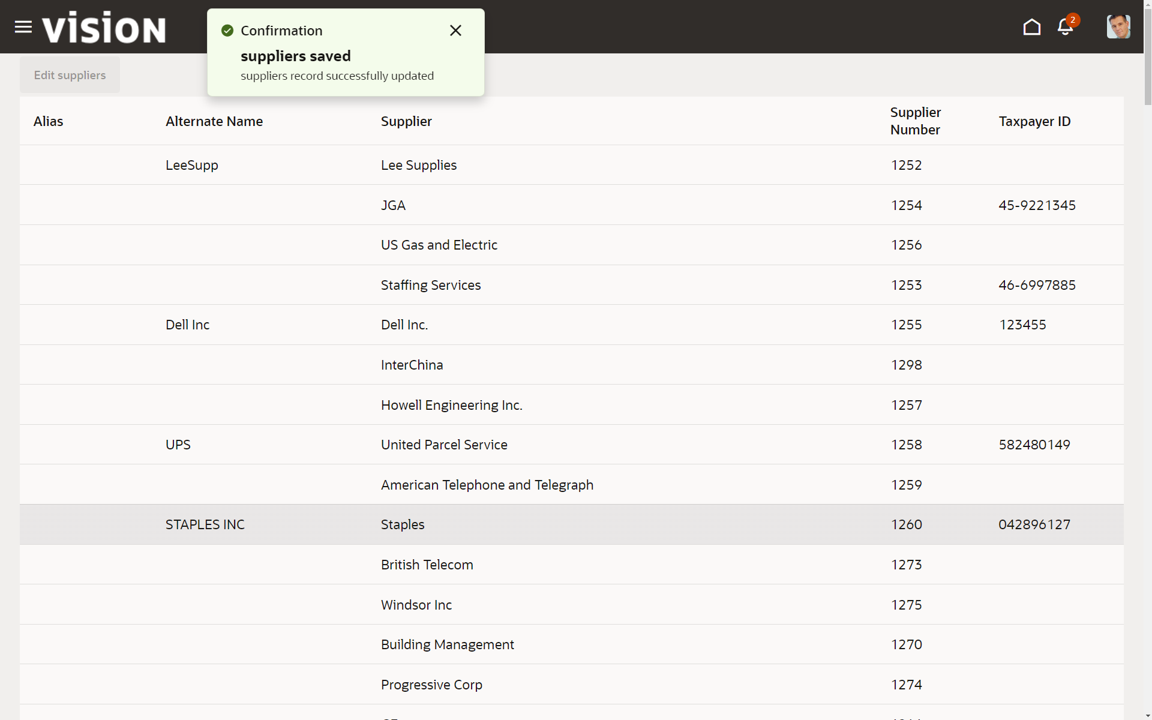 vision
Confirmation
suppliers saved
suppliers record successfully updated
2
Edit suppliers
Alias Alternate Name Supplier Supplier Number Taxpayer ID
LeeSupp Lee Supplies 1252
JGA 1254 45-9221345
US Gas and Electric 1256
Staffing Services 1253 46-6997885
Dell Inc Dell Inc. 1255 123455
InterChina 1298
Howell Engineering Inc. 1257
UPS United Parcel Service 1258 582480149
American Telephone and Telegraph 1259
STAPLES INC Staples 1260 042896127
British Telecom 1273
Windsor Inc 1275
Building Management 1270
Progressive Corp 1274